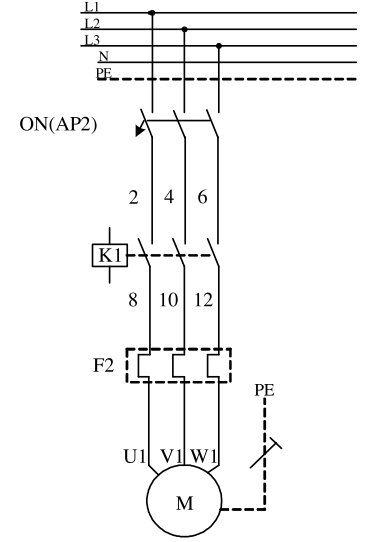 L1
L2
L3
N
PE
ON(AP2)
2 4 6
K1
8 10 12
F2
PE
U1 V1 W1
M